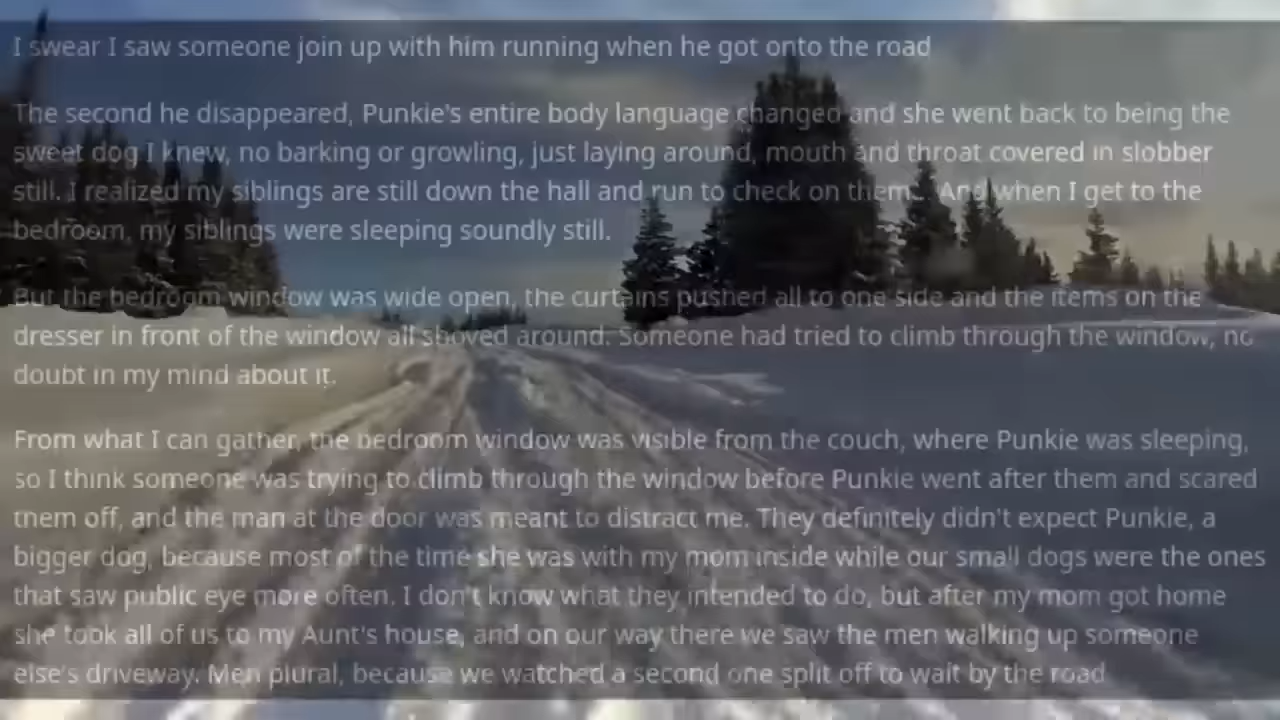 I swear I saw someone join up with him running when he got onto the road
The second he disappeared, Punkie's entire body language changed and she went back to being the
sweet dog I knew, no barking or growling, just laying around, mouth and throat covered in slobber
still. I realized my siblings are still down the hall and run to check on them. And when I get to the
bedroom, my siblings were sleeping soundly still.
But the bedroom window was wide open, the curtains pushed all to one side and the items on the
dresser in front of the window all shoved around. Someone had tried to climb through the window, no
doubt in my mind about it.
From what I can gather, the bedroom window was visible from the couch, where Punkie was sleeping,
so I think someone was trying to climb through the window before Punkie went after them and scared
them off, and the man at the door was meant to distract me. They definitely didn't expect Punkie, a
bigger dog, because most of the time she was with my mom inside while our small dogs were the ones
that saw public eye more often. I don't know what they intended to do, but after my mom got home
she took all of us to my Aunt's house, and on our way there we saw the men walking up someone
else's driveway. Men plural, because we watched a second one split off to wait by the road